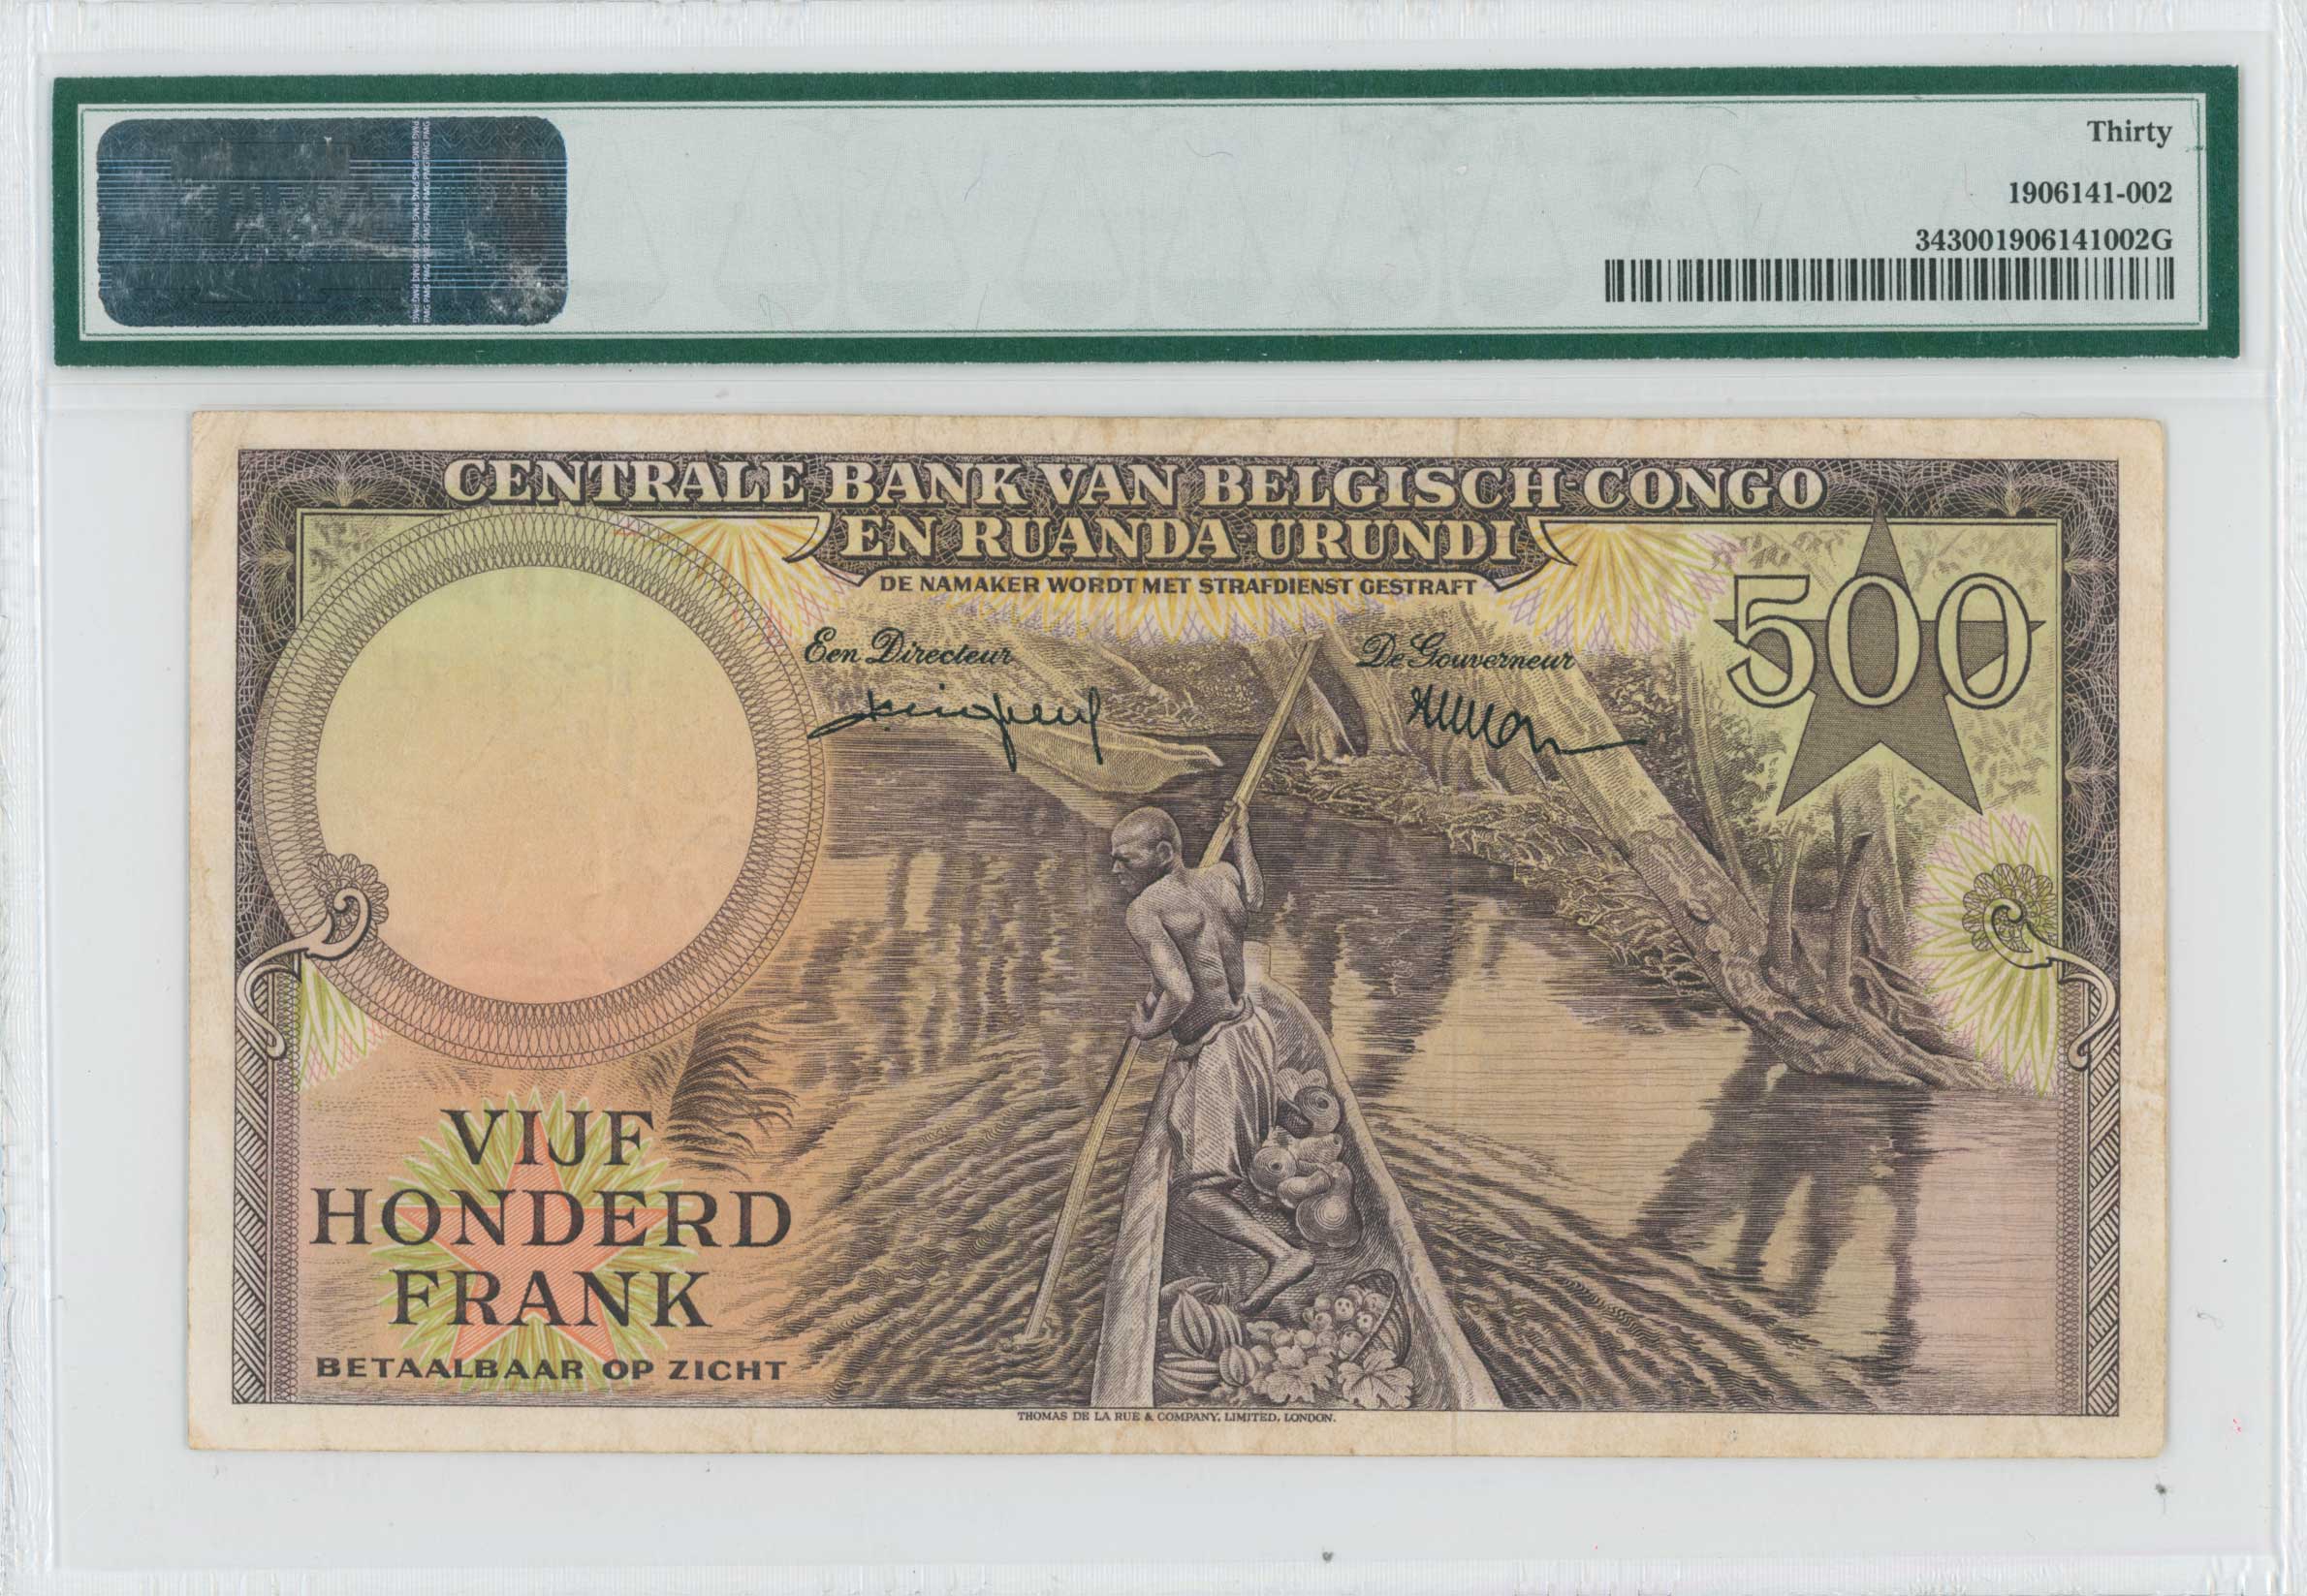 Thirty
1906141-002
343001906141002G
CENTRALE BANK VAN BELGISCH-CONGO
EN RUANDA-URUNDI
DE NAMAKER WORDT MET STRAFDIENST GESTRAFT
500
Een Directeur
De Gouverneur
VIJF
HONDERD
FRANK
BETAALBAAR OP ZICHT
THOMAS DE LA RUE & COMPANY, LIMITED, LONDON.